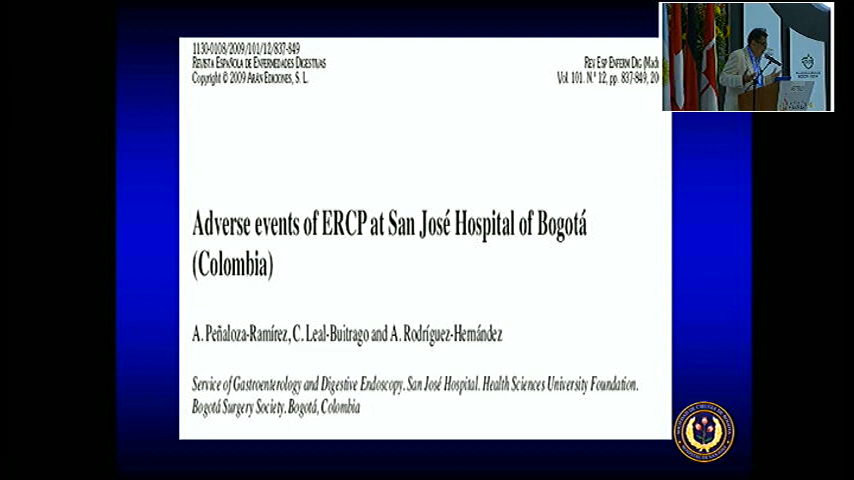 1130-0108/2009/101/12/837-849
REVISTA ESPAÑOLA DE ENFERMEDADES DIGESTIVAS
Copyright © 2009 ARÁN EDICIONES, S. L.
REV ESP ENFERM DIG (Mad
Vol. 101. N.º 12, pp. 837-849, 20
Adverse events of ERCP at San José Hospital of Bogotá
(Colombia)
A. Peñaloza-Ramírez, C. Leal-Buitrago and A. Rodríguez-Hernández
Service of Gastroenterology and Digestive Endoscopy. San José Hospital. Health Sciences University Foundation.
Bogotá Surgery Society. Bogotá, Colombia